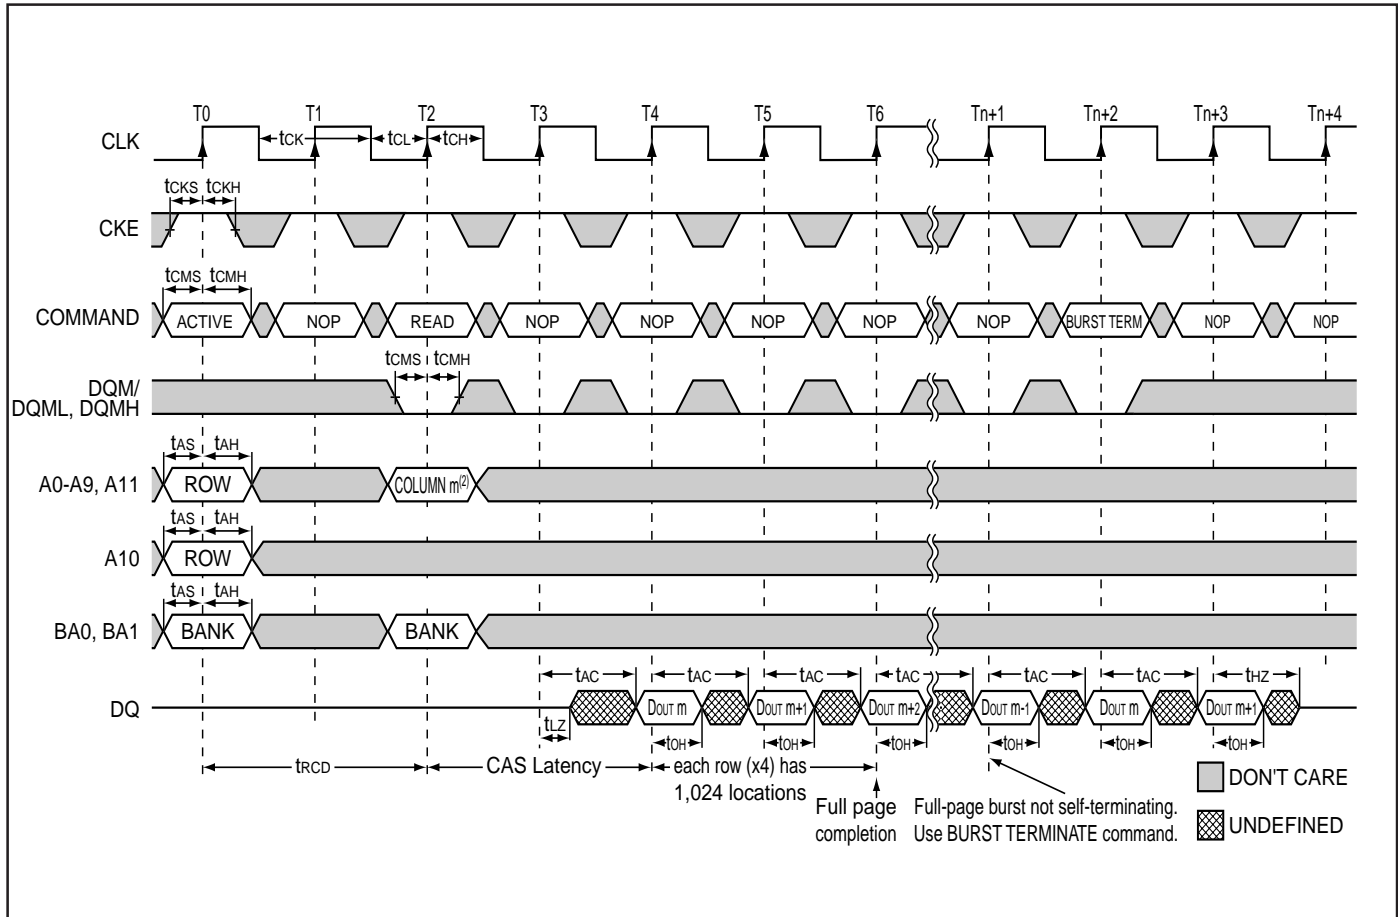 T0 T1 T2 T3 T4 T5 T6 Tn+1 Tn+2 Tn+3 Tn+4
CLK tCK tCL tCH
tCKS tCKH
CKE
tCMS tCMH
COMMAND ACTIVE NOP READ NOP NOP NOP NOP NOP BURST TERM NOP NOP
tCMS tCMH
DQM/
DQML, DQMH
tAS tAH
A0-A9, A11 ROW COLUMN m(2)
tAS tAH
A10 ROW
tAS tAH
BA0, BA1 BANK BANK
tAC tAC tAC tAC tAC tAC tHZ
DQ DOUT m DOUT m+1 DOUT m+2 DOUT m-1 DOUT m DOUT m+1
tLZ tOH tOH tOH tOH tOH tOH
tRCD CAS Latency each row (x4) has
1,024 locations
Full page
completion
Full-page burst not self-terminating.
Use BURST TERMINATE command.
DON'T CARE
UNDEFINED